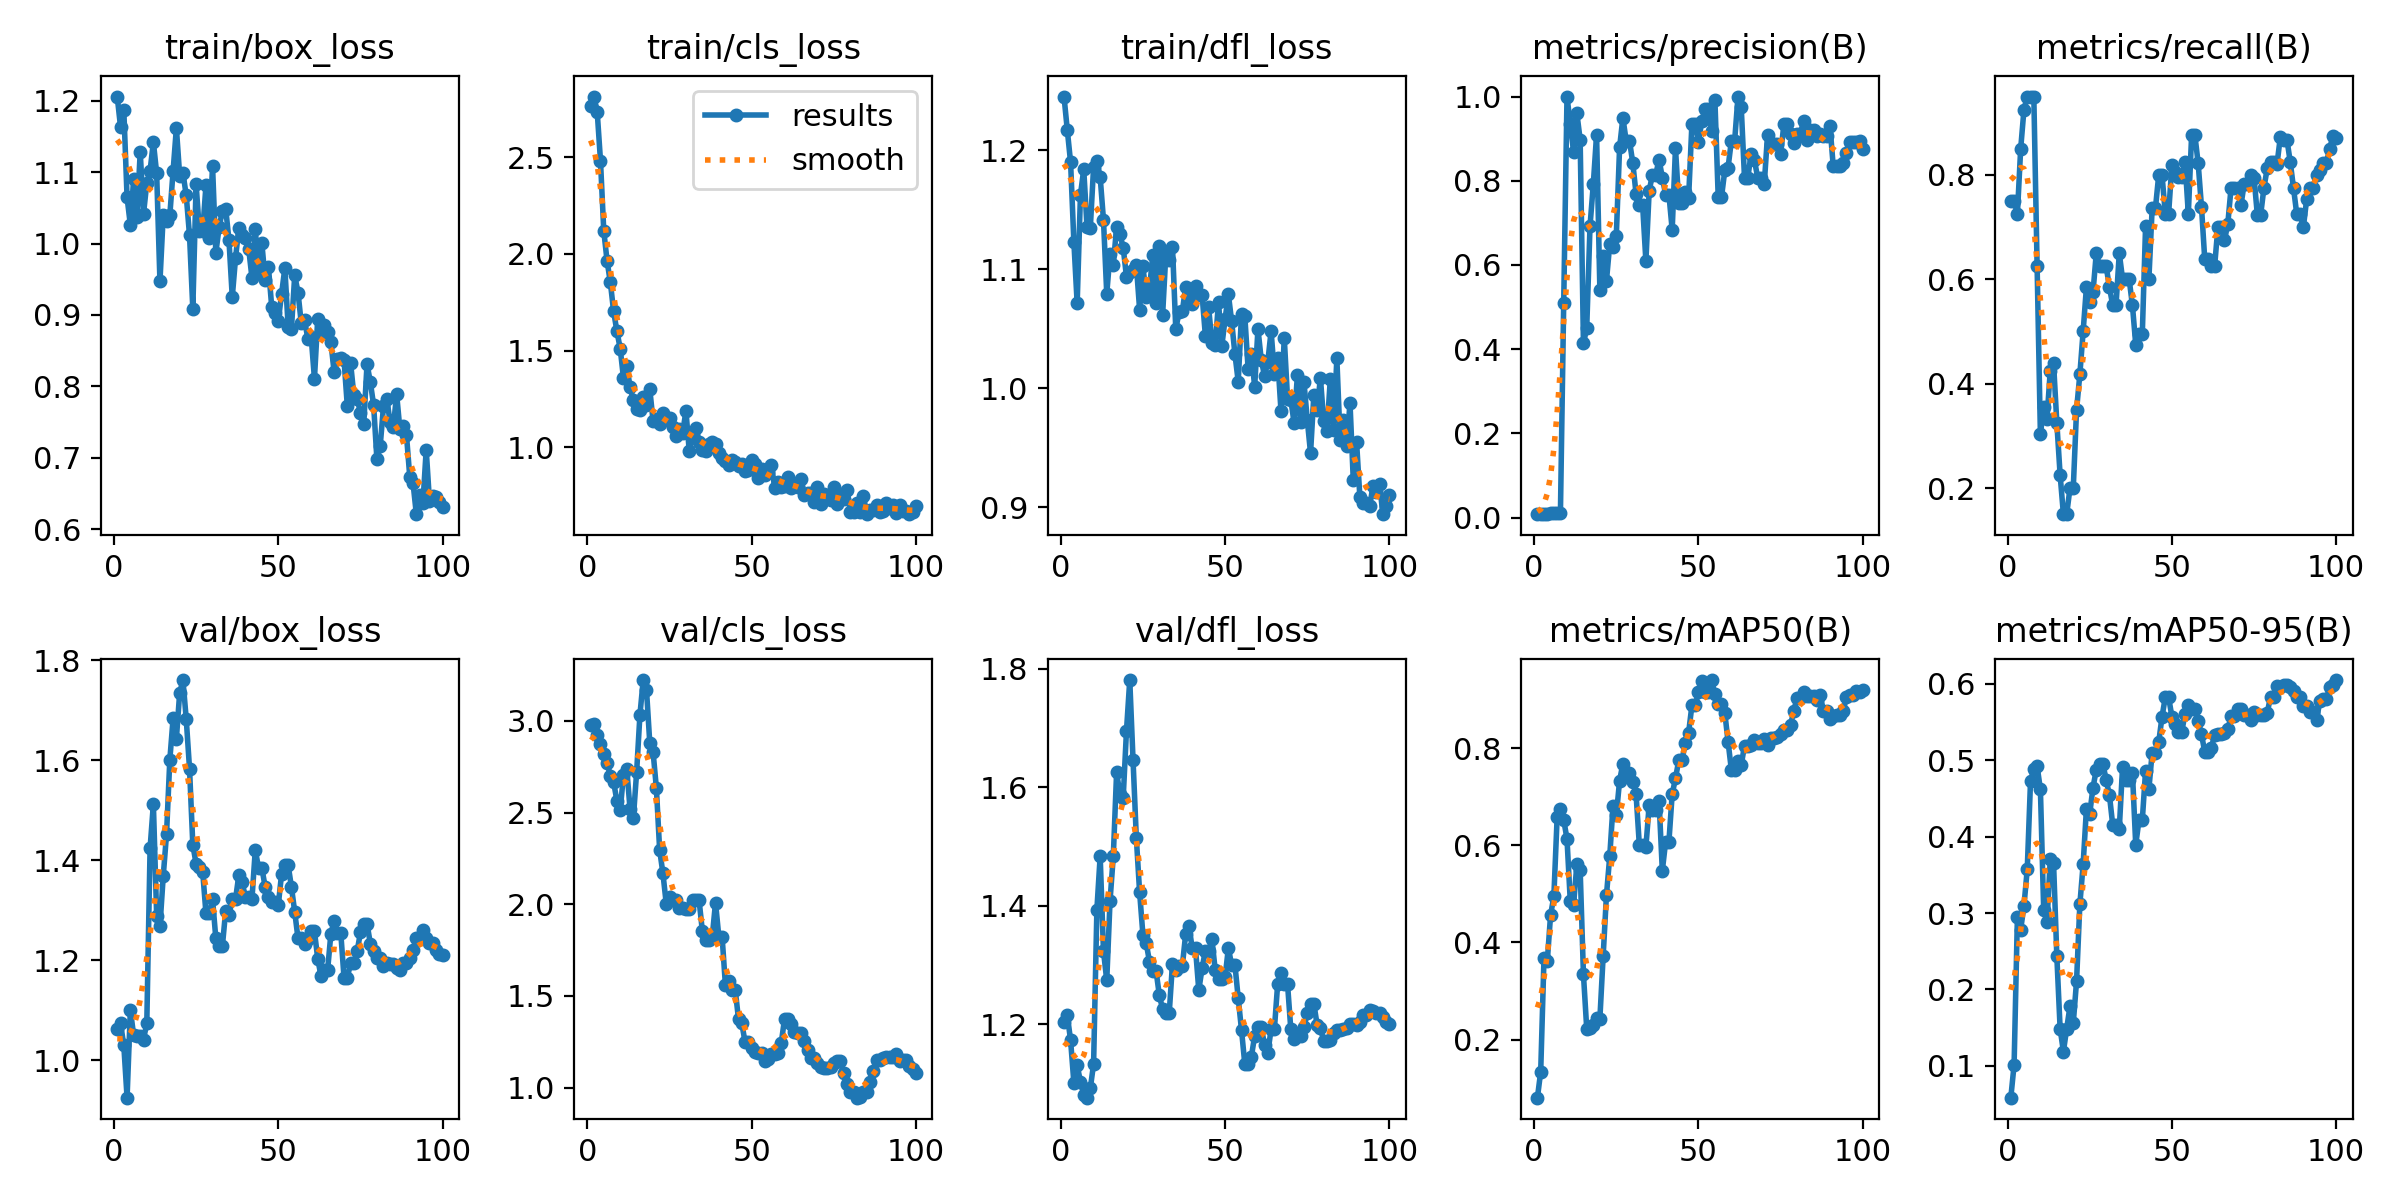 train/box_loss
1.2
1.1
1.0
0.9
0.8
0.7
0.6
0 50 100
train/cls_loss
results
smooth
2.5
2.0
1.5
1.0
0 50 100
train/dfl_loss
1.2
1.1
1.0
0.9
0 50 100
metrics/precision(B)
1.0
0.8
0.6
0.4
0.2
0.0
0 50 100
metrics/recall(B)
0.8
0.6
0.4
0.2
0 50 100
val/box_loss
1.8
1.6
1.4
1.2
1.0
0 50 100
val/cls_loss
3.0
2.5
2.0
1.5
1.0
0 50 100
val/dfl_loss
1.8
1.6
1.4
1.2
0 50 100
metrics/mAP50(B)
0.8
0.6
0.4
0.2
0 50 100
metrics/mAP50-95(B)
0.6
0.5
0.4
0.3
0.2
0.1
0 50 100